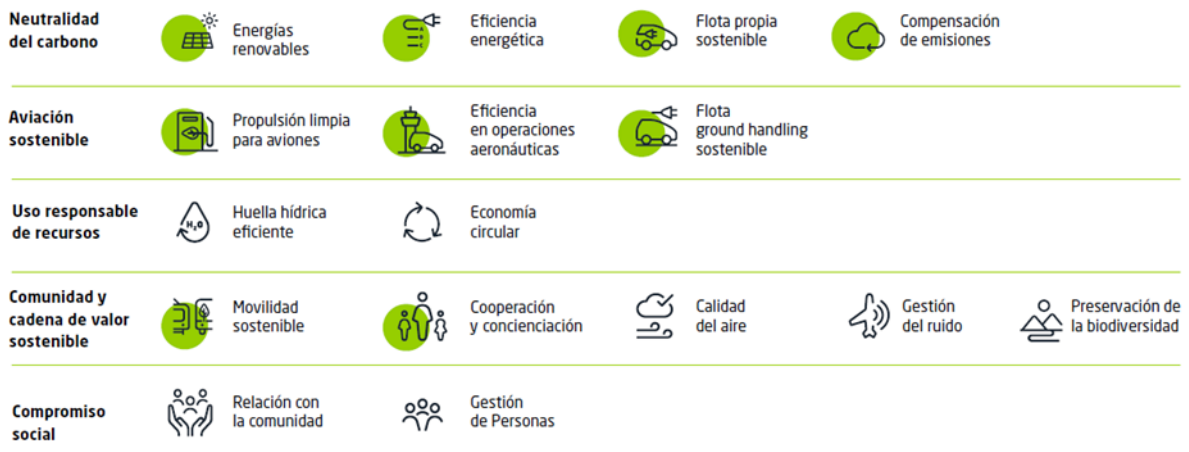 Neutralidad
del carbono
Energías
renovables
Eficiencia
energética
Flota propia
sostenible
Compensación
de emisiones
Aviación
sostenible
Propulsión limpia
para aviones
Eficiencia
en operaciones
aeronáuticas
Flota
ground handling
sostenible
Uso responsable
de recursos
H₂O
Huella hídrica
eficiente
Economía
circular
Comunidad y
cadena de valor
sostenible
Movilidad
sostenible
Cooperación
y concienciación
Calidad
del aire
Gestión
del ruido
Preservación de
la biodiversidad
Compromiso
social
Relación con
la comunidad
Gestión
de Personas